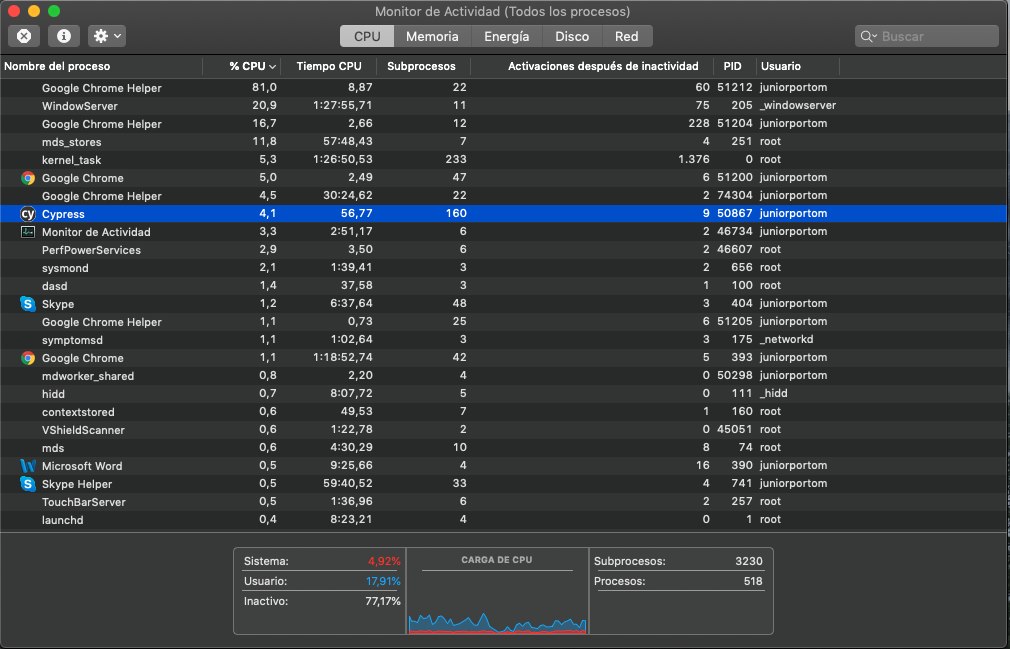 Monitor de Actividad (Todos los procesos)
CPU Memoria Energía Disco Red Buscar
Nombre del proceso % CPU Tiempo CPU Subprocesos Activaciones después de inactividad PID Usuario
Google Chrome Helper 81,0 8,87 22 60 51212 juniorportom
WindowServer 20,9 1:27:55,71 11 75 205 _windowserver
Google Chrome Helper 16,7 2,66 12 228 51204 juniorportom
mds_stores 11,8 57:48,43 7 4 251 root
kernel_task 5,3 1:26:50,53 233 1.376 0 root
Google Chrome 5,0 2,49 47 6 51200 juniorportom
Google Chrome Helper 4,5 30:24,62 22 2 74304 juniorportom
cy Cypress 4,1 56,77 160 9 50867 juniorportom
Monitor de Actividad 3,3 2:51,17 6 2 46734 juniorportom
PerfPowerServices 2,9 3,50 6 2 46607 root
sysmond 2,1 1:39,41 3 2 656 root
dasd 1,4 37,58 3 1 100 root
S Skype 1,2 6:37,64 48 3 404 juniorportom
Google Chrome Helper 1,1 0,73 25 6 51205 juniorportom
symptomsd 1,1 1:02,64 3 3 175 _networkd
Google Chrome 1,1 1:18:52,74 42 5 393 juniorportom
mdworker_shared 0,8 2,20 4 0 50298 juniorportom
hidd 0,7 8:07,72 5 0 111 _hidd
contextstored 0,6 49,53 7 1 160 root
VShieldScanner 0,6 1:22,78 2 0 45051 root
mds 0,6 4:30,29 10 8 74 root
W Microsoft Word 0,5 9:25,66 4 16 390 juniorportom
S Skype Helper 0,5 59:40,52 33 4 741 juniorportom
TouchBarServer 0,5 1:36,96 6 2 257 root
launchd 0,4 8:23,21 4 0 1 root
Sistema: 4,92% CARGA DE CPU Subprocesos: 3230
Usuario: 17,91% Procesos: 518
Inactivo: 77,17%